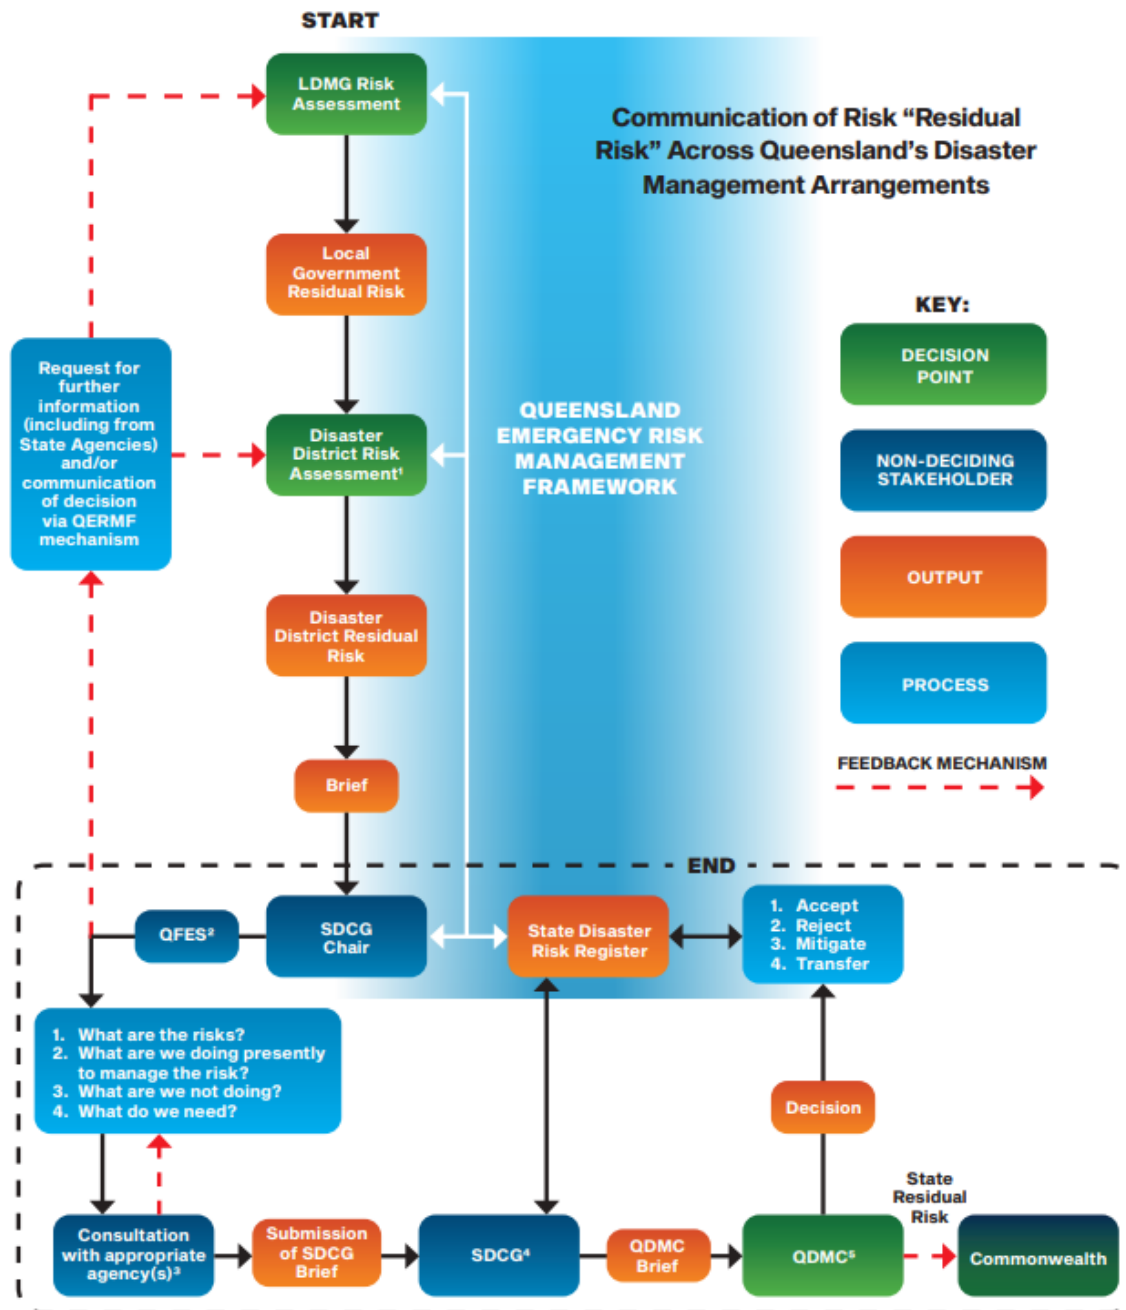 START
LDMG Risk
Assessment
Communication of Risk “Residual
Risk” Across Queensland’s Disaster
Management Arrangements
Local
Government
Residual Risk
KEY:
DECISION
POINT
Request for
further
information
(including from
State Agencies)
and/or
communication
of decision
via QERMF
mechanism
Disaster
District Risk
Assessment¹
QUEENSLAND
EMERGENCY RISK
MANAGEMENT
FRAMEWORK
NON-DECIDING
STAKEHOLDER
OUTPUT
Disaster
District Residual
Risk
PROCESS
FEEDBACK MECHANISM
Brief
END
QFES²
SDCG
Chair
State Disaster
Risk Register
1. Accept
2. Reject
3. Mitigate
4. Transfer
1. What are the risks?
2. What are we doing presently
to manage the risk?
3. What are we not doing?
4. What do we need?
Decision
State
Residual
Risk
Consultation
with appropriate
agency(s)³
Submission
of SDCG
Brief
SDCG⁴
QDMC
Brief
QDMC⁵
Commonwealth